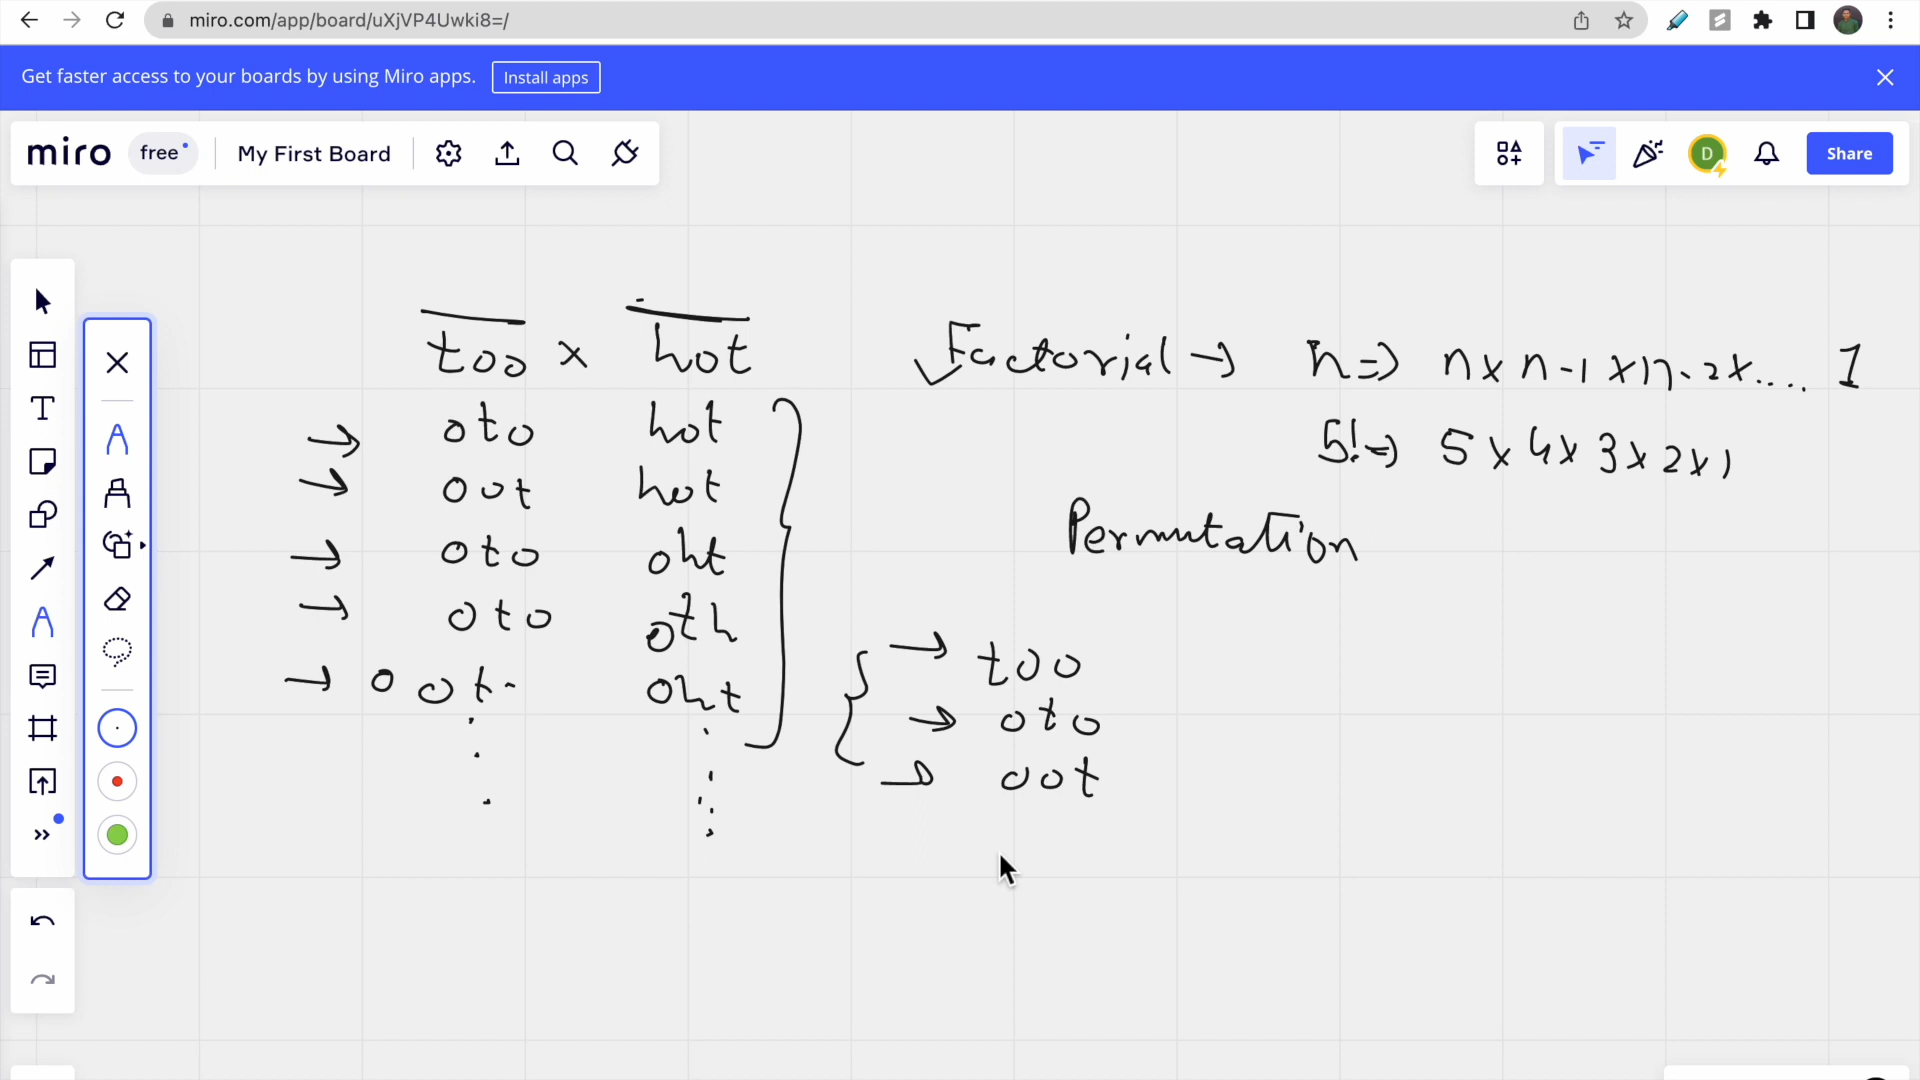 miro.com/app/board/uXjVP4Uwki8=/
Get faster access to your boards by using Miro apps. Install apps
miro free My First Board
D Share
too × hot
oto hot
oot hot
oto oht
oto oth
o ot oht
Factorial → n => n x n-1 x n-2 x .... 1
5! => 5 x 4 x 3 x 2 x 1
Permutation
→ too
→ oto
→ oot